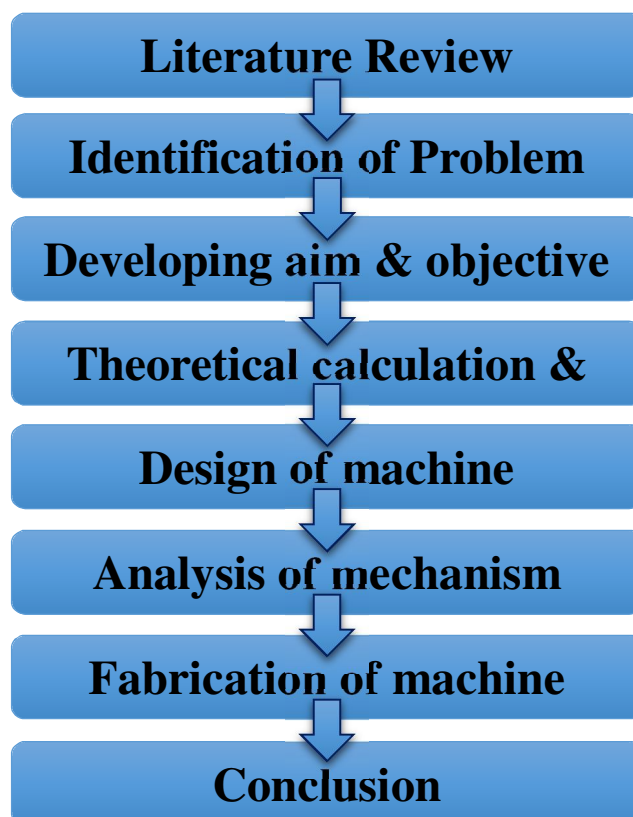 Literature Review
Identification of Problem
Developing aim & objective
Theoretical calculation &
Design of machine
Analysis of mechanism
Fabrication of machine
Conclusion